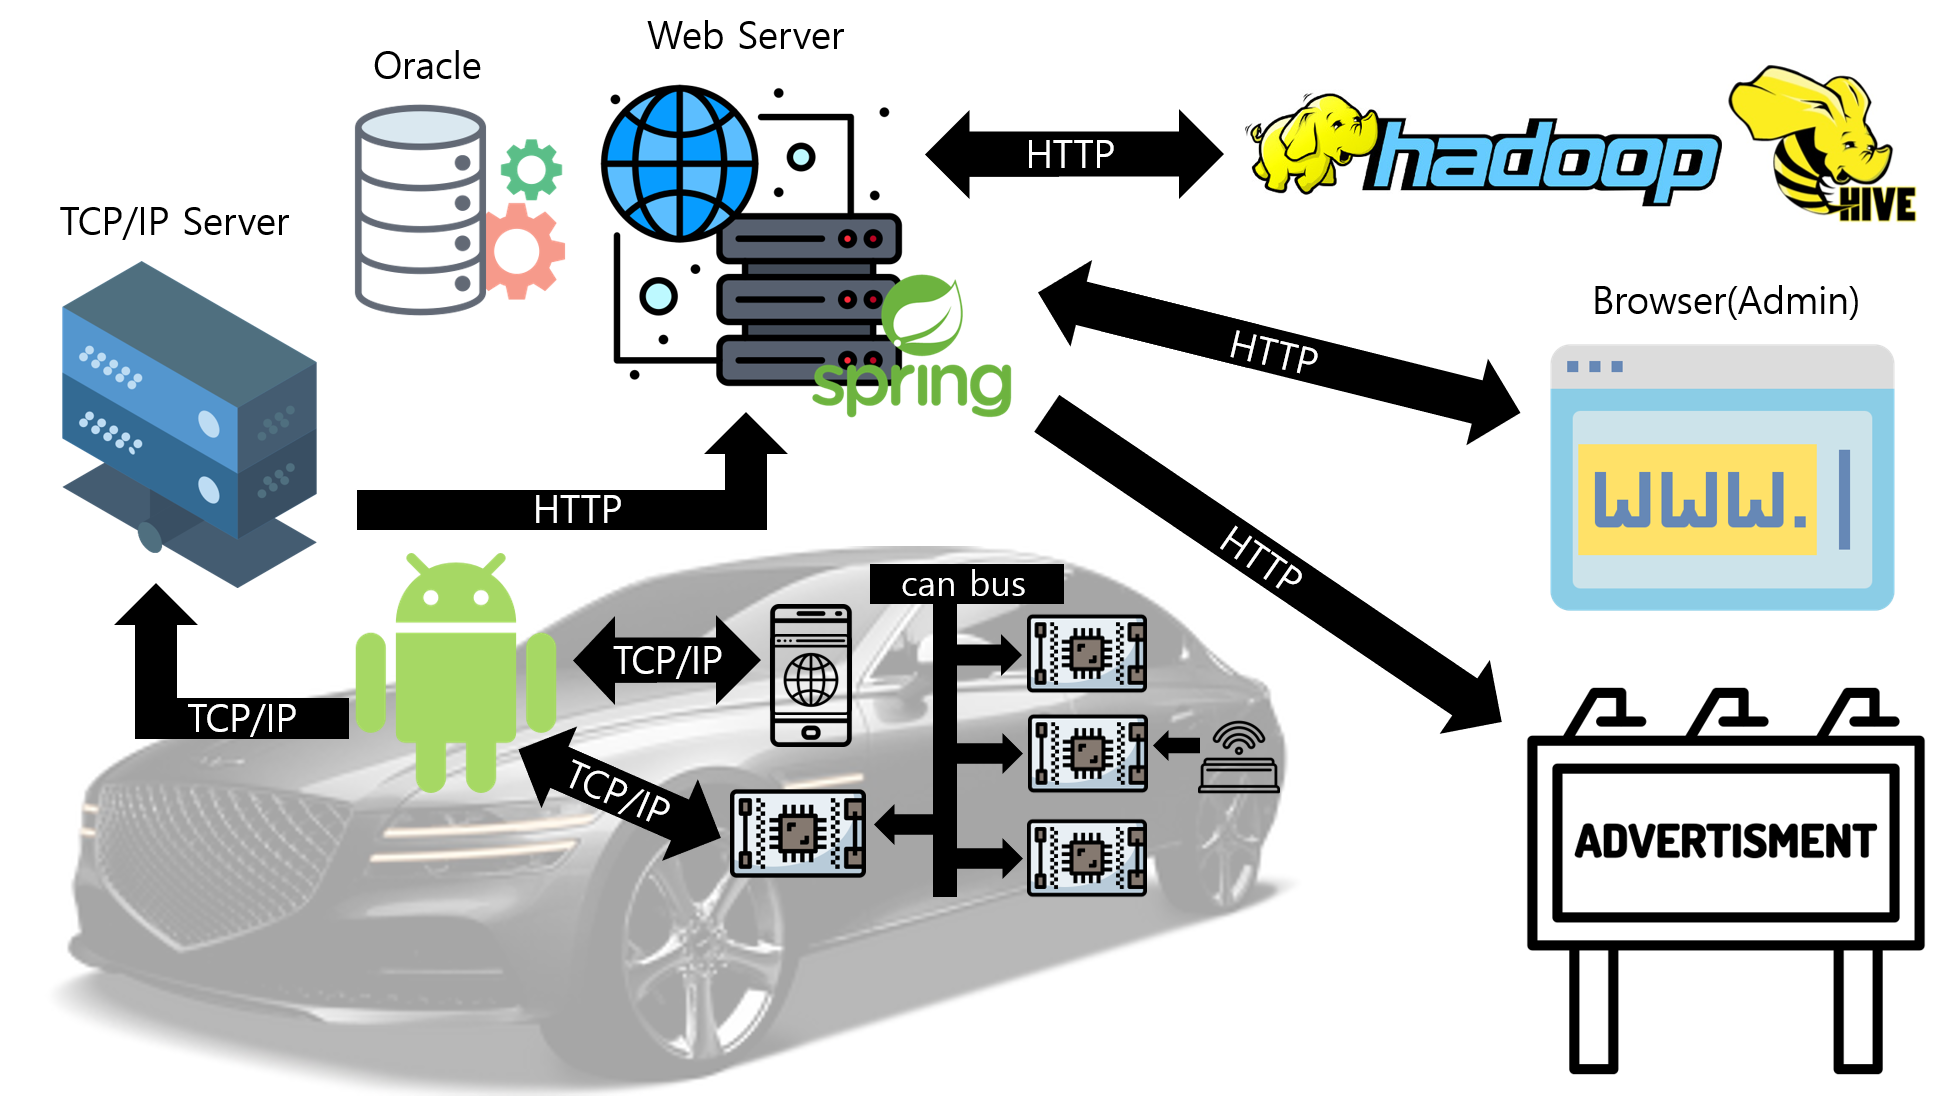 Web Server
Oracle
TCP/IP Server
HTTP
hadoop
HIVE
spring
Browser(Admin)
HTTP
www.
HTTP
HTTP
can bus
TCP/IP
TCP/IP
TCP/IP
ADVERTISMENT